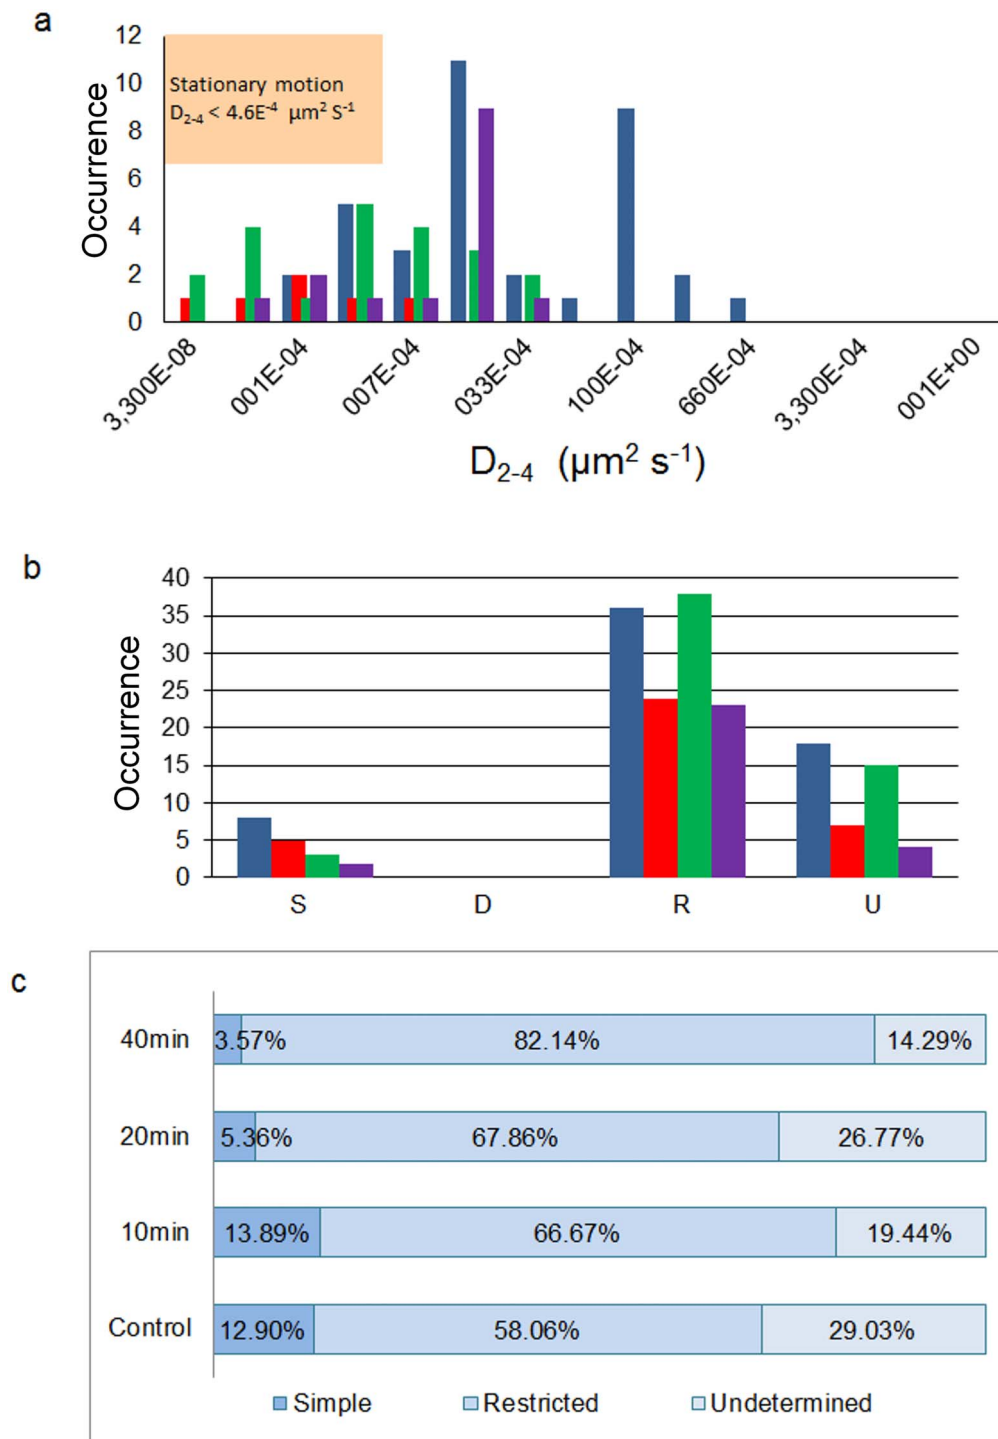 a
12
10
8
6
4
2
0
Occurrence
Stationary motion
D₂₋₄ < 4.6E⁻⁴ µm² S⁻¹
3,300E-08
001E-04
007E-04
033E-04
100E-04
660E-04
3,300E-04
001E+00
D₂₋₄ (µm² s⁻¹)
b
40
35
30
25
20
15
10
5
0
Occurrence
S D R U
c
40min 3.57% 82.14% 14.29%
20min 5.36% 67.86% 26.77%
10min 13.89% 66.67% 19.44%
Control 12.90% 58.06% 29.03%
Simple Restricted Undetermined